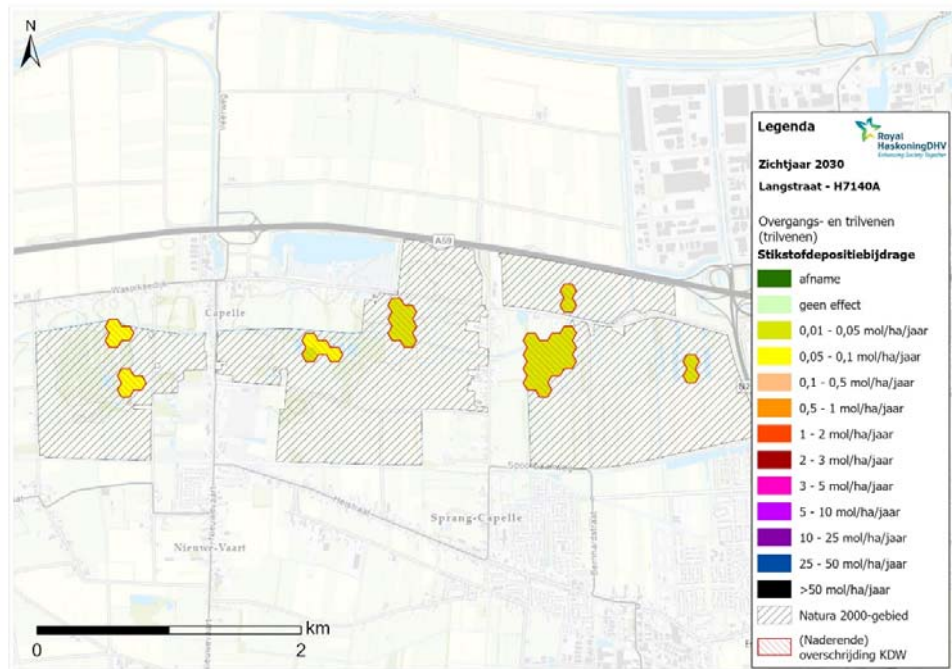 N
A59
Capelle
Sprang-Capelle
Nieuwe-Vaart
0
2
km
Legenda
Royal
HaskoningDHV
Enhancing Society Together
Zichtjaar 2030
Langstraat - H7140A
Overgangs- en trilvenen
(trilvenen)
Stikstofdepositiebijdrage
afname
geen effect
0,01 - 0,05 mol/ha/jaar
0,05 - 0,1 mol/ha/jaar
0,1 - 0,5 mol/ha/jaar
0,5 - 1 mol/ha/jaar
1 - 2 mol/ha/jaar
2 - 3 mol/ha/jaar
3 - 5 mol/ha/jaar
5 - 10 mol/ha/jaar
10 - 25 mol/ha/jaar
25 - 50 mol/ha/jaar
>50 mol/ha/jaar
Natura 2000-gebied
(Naderende)
overschrijding KDW